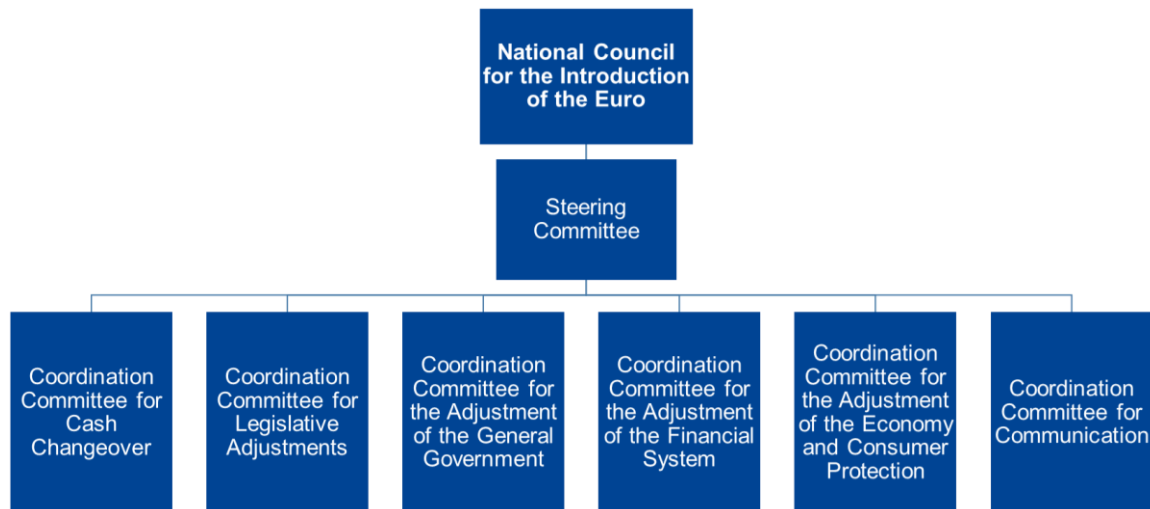 National Council
for the Introduction
of the Euro
Steering
Committee
Coordination
Committee for
Cash
Changeover
Coordination
Committee for
Legislative
Adjustments
Coordination
Committee for
the Adjustment
of the General
Government
Coordination
Committee for
the Adjustment
of the Financial
System
Coordination
Committee for
the Adjustment
of the Economy
and Consumer
Protection
Coordination
Committee for
Communication